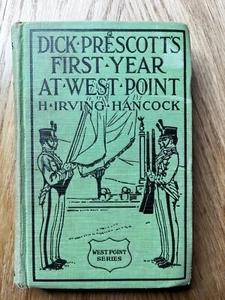 DICK·PRESCOTT'S
FIRST·YEAR
AT·WEST·POINT
H·IRVING·HANCOCK
WEST POINT
SERIES